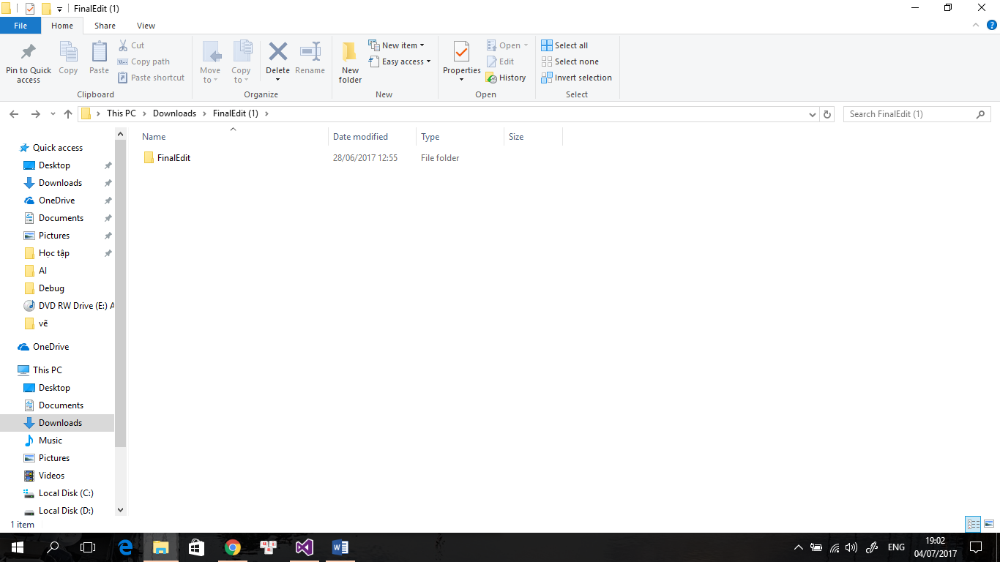 FinalEdit (1)
File Home Share View
Pin to Quick access
Copy
Paste
Cut
Copy path
Paste shortcut
Clipboard
Move to
Copy to
Delete
Rename
Organize
New folder
New item
Easy access
New
Properties
Open
Edit
History
Open
Select all
Select none
Invert selection
Select
This PC Downloads FinalEdit (1)
Search FinalEdit (1)
Name Date modified Type Size
FinalEdit 28/06/2017 12:55 File folder
Quick access
Desktop
Downloads
OneDrive
Documents
Pictures
Học tập
AI
Debug
DVD RW Drive (E:) A
vẽ
OneDrive
This PC
Desktop
Documents
Downloads
Music
Pictures
Videos
Local Disk (C:)
Local Disk (D:)
1 item
ENG
19:02
04/07/2017